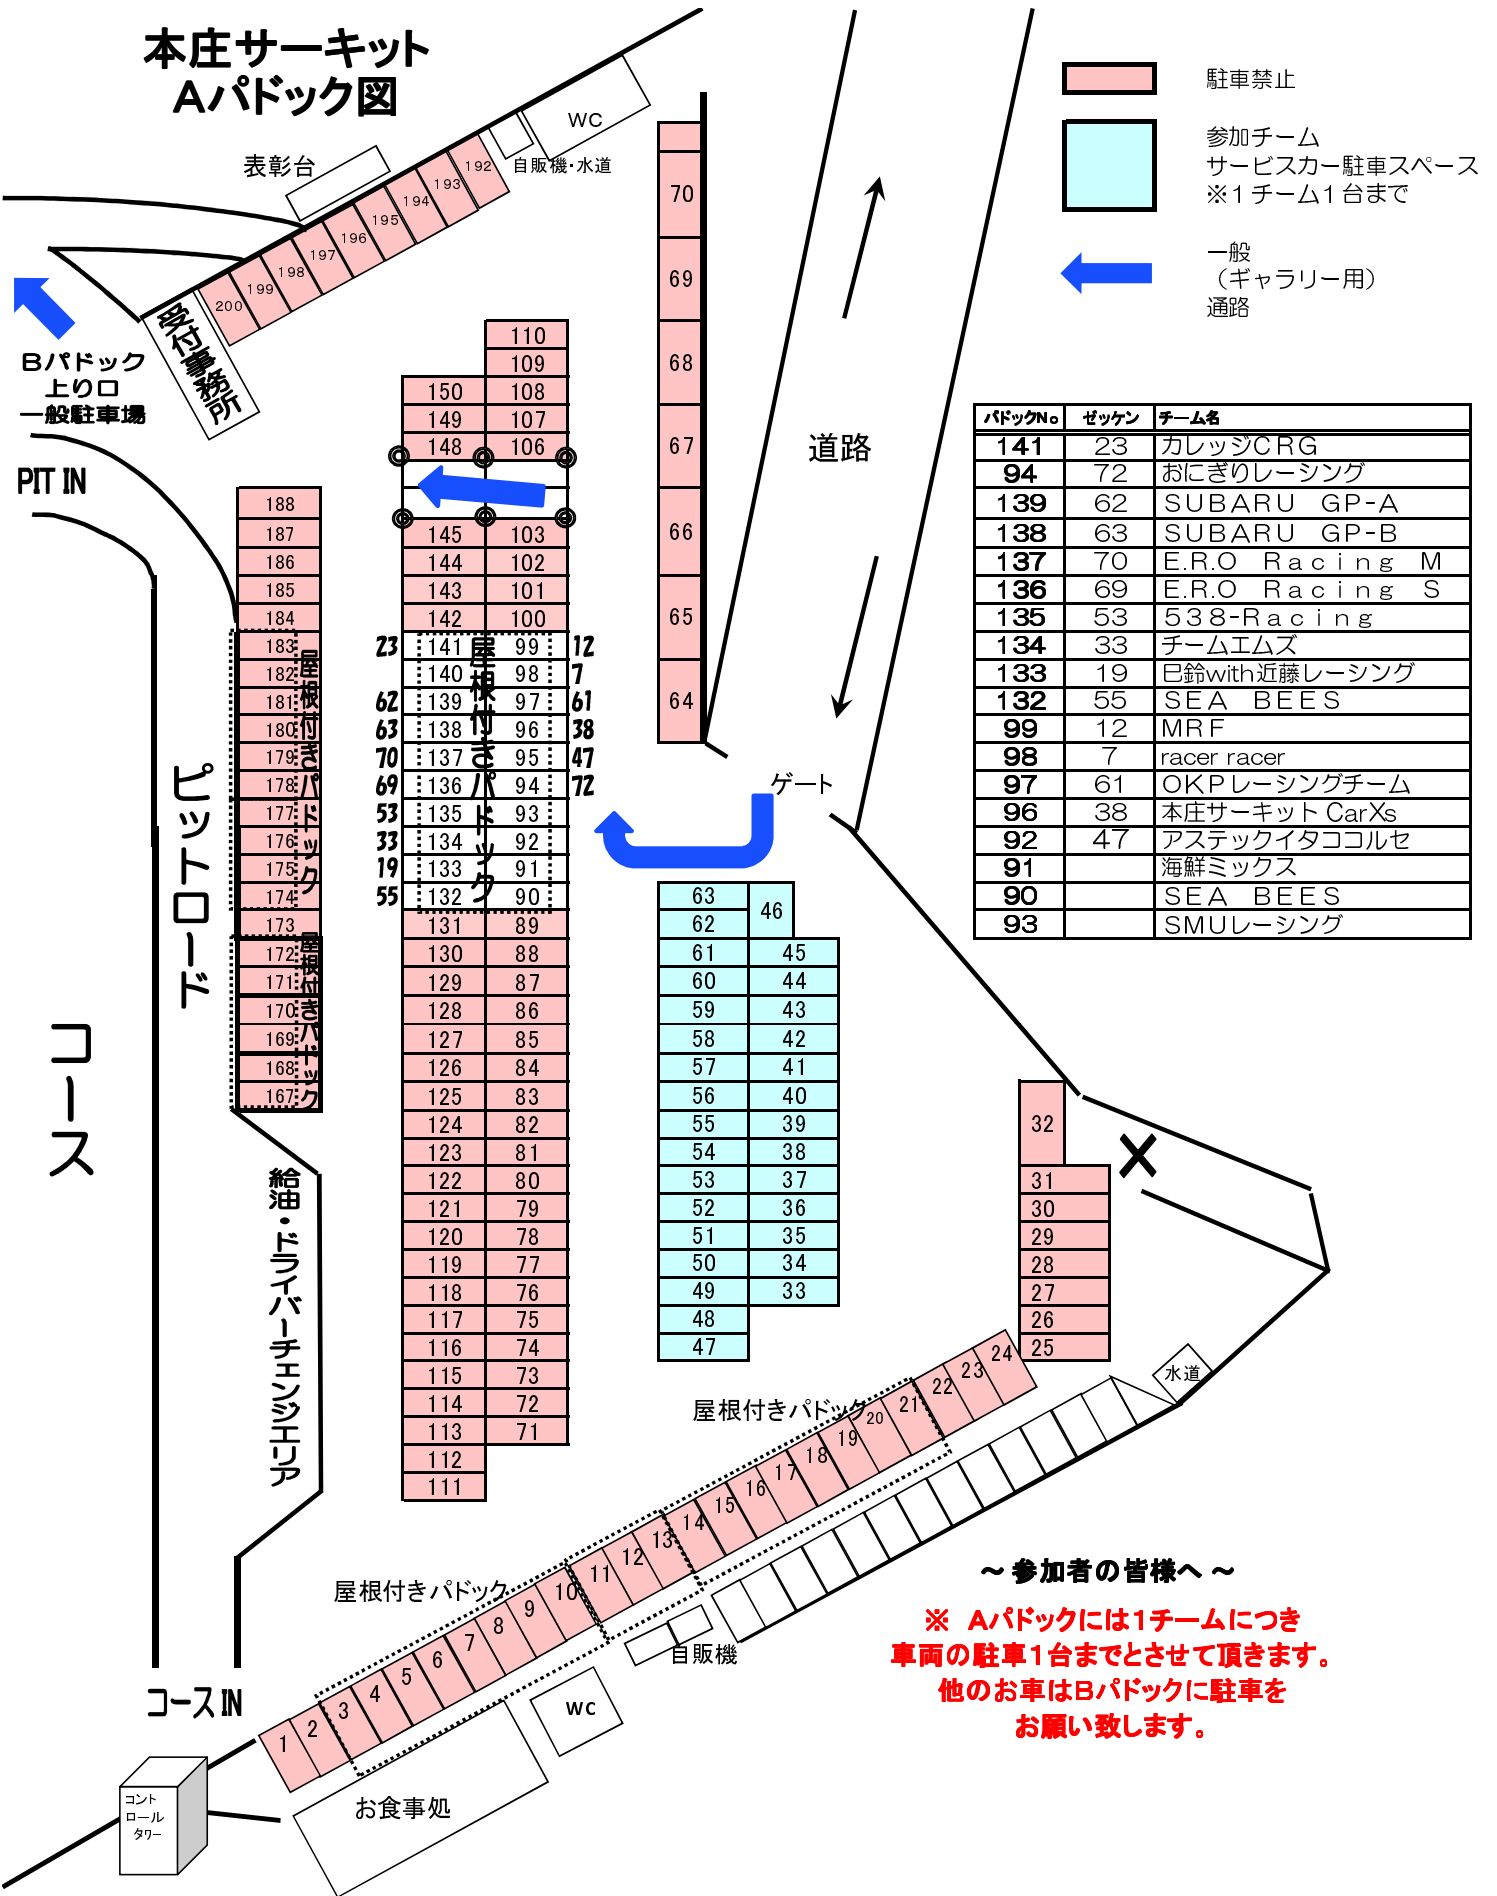 本庄サーキット
Aパドック図
駐車禁止
参加チーム
サービスカー駐車スペース
※1チーム1台まで
一般
（ギャラリー用）
通路
WC
自販機・水道
表彰台
192
193
194
195
196
197
198
199
200
受付事務所
Bパドック
上り口
一般駐車場
PIT IN
ピットロード
コース
コースIN
コント
ロール
タワー
給油・ドライバーチェンジエリア
188
187
186
185
184
183
182
181
180
179
178
177
176
175
174
173
172
171
170
169
168
167
屋根付きパドック
屋根付きパドック
110
109
150 108
149 107
148 106
145 103
144 102
143 101
142 100
23 141 99 12
140 98 7
62 139 97 61
63 138 96 38
70 137 95 47
69 136 94 72
53 135 93
33 134 92
19 133 91
55 132 90
屋根付きパドック
131 89
130 88
129 87
128 86
127 85
126 84
125 83
124 82
123 81
122 80
121 79
120 78
119 77
118 76
117 75
116 74
115 73
114 72
113 71
112
111
70
69
68
67
66
65
64
道路
ゲート
63 46
62
61 45
60 44
59 43
58 42
57 41
56 40
55 39
54 38
53 37
52 36
51 35
50 34
49 33
48
47
32
31
30
29
28
27
26
25
水道
屋根付きパドック
24
23
22
21
20
19
18
17
16
15
14
13
12
11
屋根付きパドック
10
9
8
7
6
5
4
3
2
1
自販機
WC
お食事処
パドックNo ゼッケン チーム名
141 23 カレッジCRG
94 72 おにぎりレーシング
139 62 SUBARU GP-A
138 63 SUBARU GP-B
137 70 E.R.O Racing M
136 69 E.R.O Racing S
135 53 538-Racing
134 33 チームエムズ
133 19 巳鈴with近藤レーシング
132 55 SEA BEES
99 12 MRF
98 7 racer racer
97 61 OKPレーシングチーム
96 38 本庄サーキット CarXs
92 47 アステックイタココルセ
91 海鮮ミックス
90 SEA BEES
93 SMUレーシング
～参加者の皆様へ～
※ Aパドックには1チームにつき
車両の駐車1台までとさせて頂きます。
他のお車はBパドックに駐車を
お願い致します。